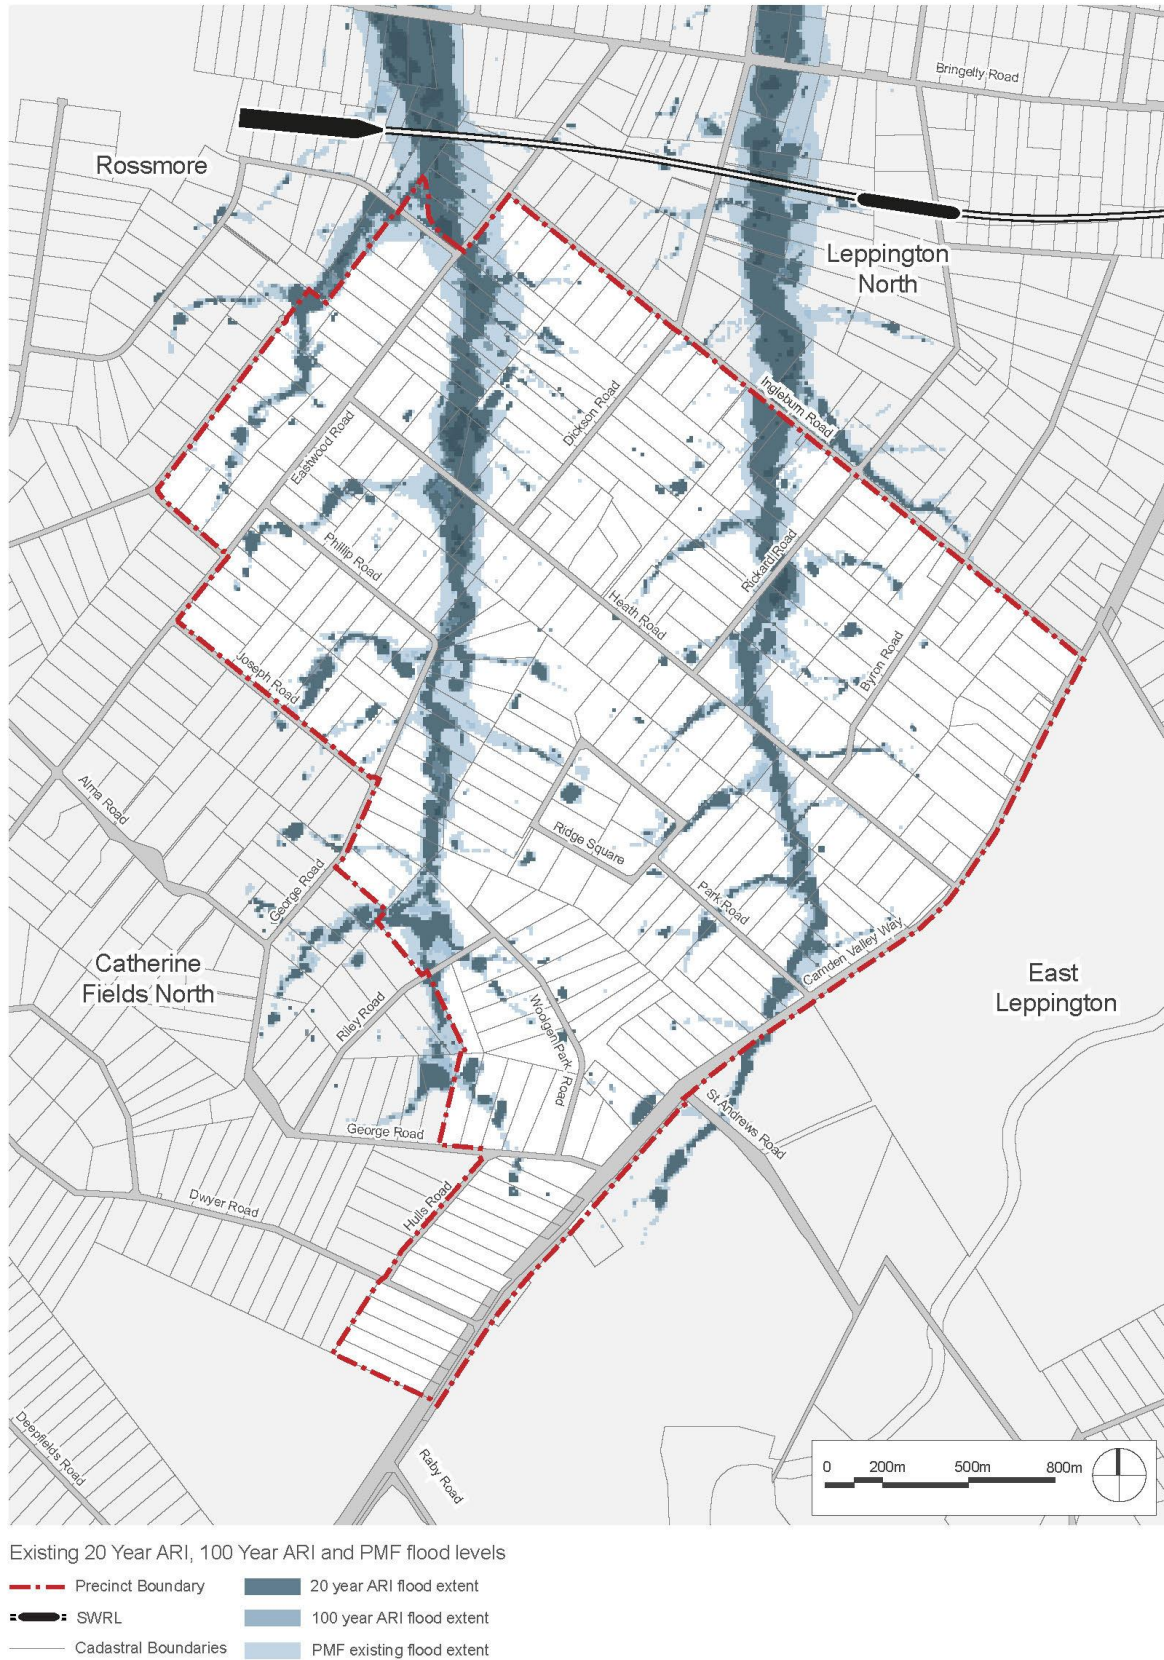 Bringelly Road
Rossmore
Leppington
North
Ingleburn Road
Dickson Road
Eastwood Road
Phillip Road
Rickard Road
Heath Road
Byron Road
Joseph Road
Alma Road
Ridge Square
George Road
Park Road
Camden Valley Way
Catherine
Fields North
East
Leppington
Riley Road
Woolgen Park Road
St Andrews Road
George Road
Dwyer Road
Hulls Road
Deepfields Road
Raby Road
0 200m 500m 800m
Existing 20 Year ARI, 100 Year ARI and PMF flood levels
Precinct Boundary
20 year ARI flood extent
SWRL
100 year ARI flood extent
Cadastral Boundaries
PMF existing flood extent